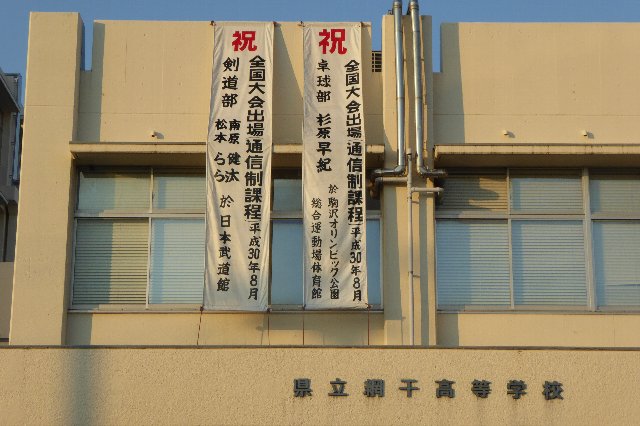 祝
全国大会出場 通信制課程 平成30年8月
卓球部 杉原早紀
於 駒沢オリンピック公園
総合運動場体育館
祝
全国大会出場 通信制課程 平成30年8月
剣道部 南原 健太
松本 らら 於 日本武道館
県立網干高等学校